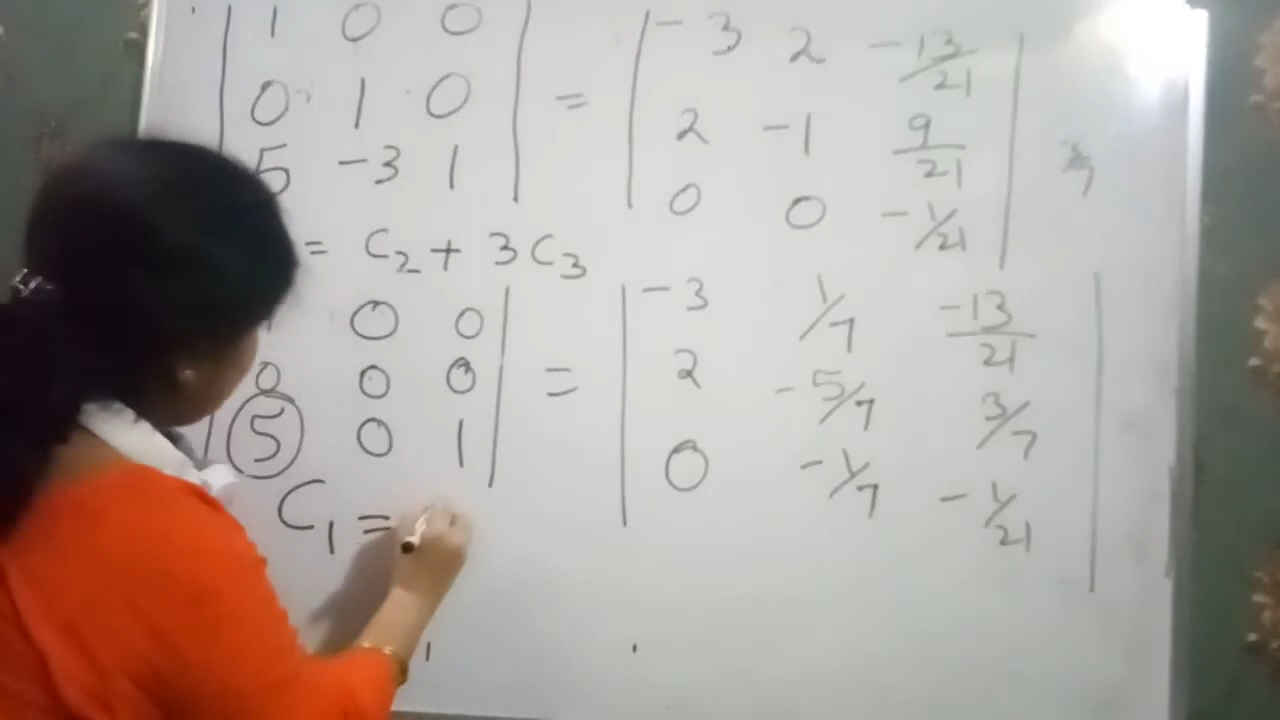 1 0 0 = -3 2 -13/21
0 1 0 2 -1 9/21
5 -3 1 0 0 -1/21
= C₂ + 3C₃
0 0 = -3 1/7 -13/21
0 0 0 2 -5/7 3/7
5 0 1 0 -1/7 -1/21
C₁ =